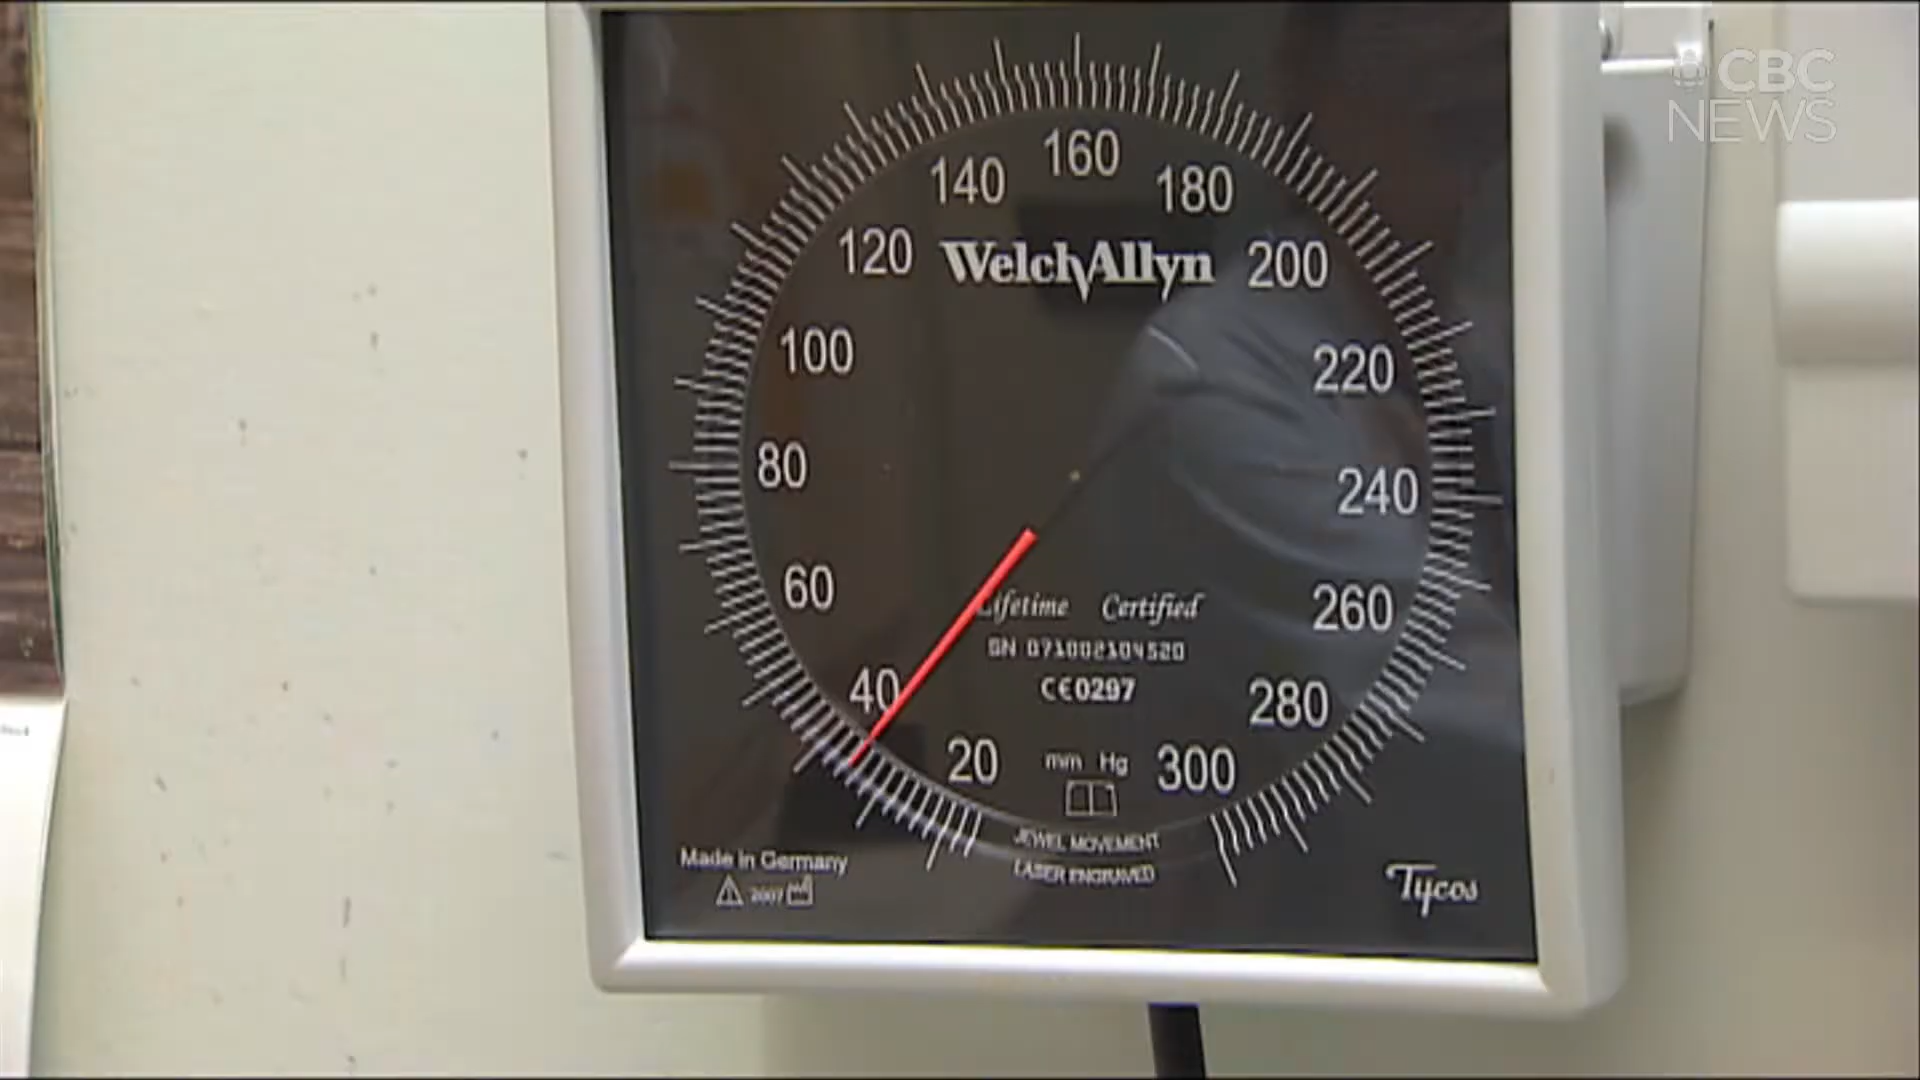 CBC
NEWS
160
140
180
120
WelchAllyn
200
100
220
80
240
60
Lifetime Certified
260
SN 071002104520
40
CE0297
280
20
mm Hg
300
JEWEL MOVEMENT
LASER ENGRAVED
Made in Germany
2007
Tycos